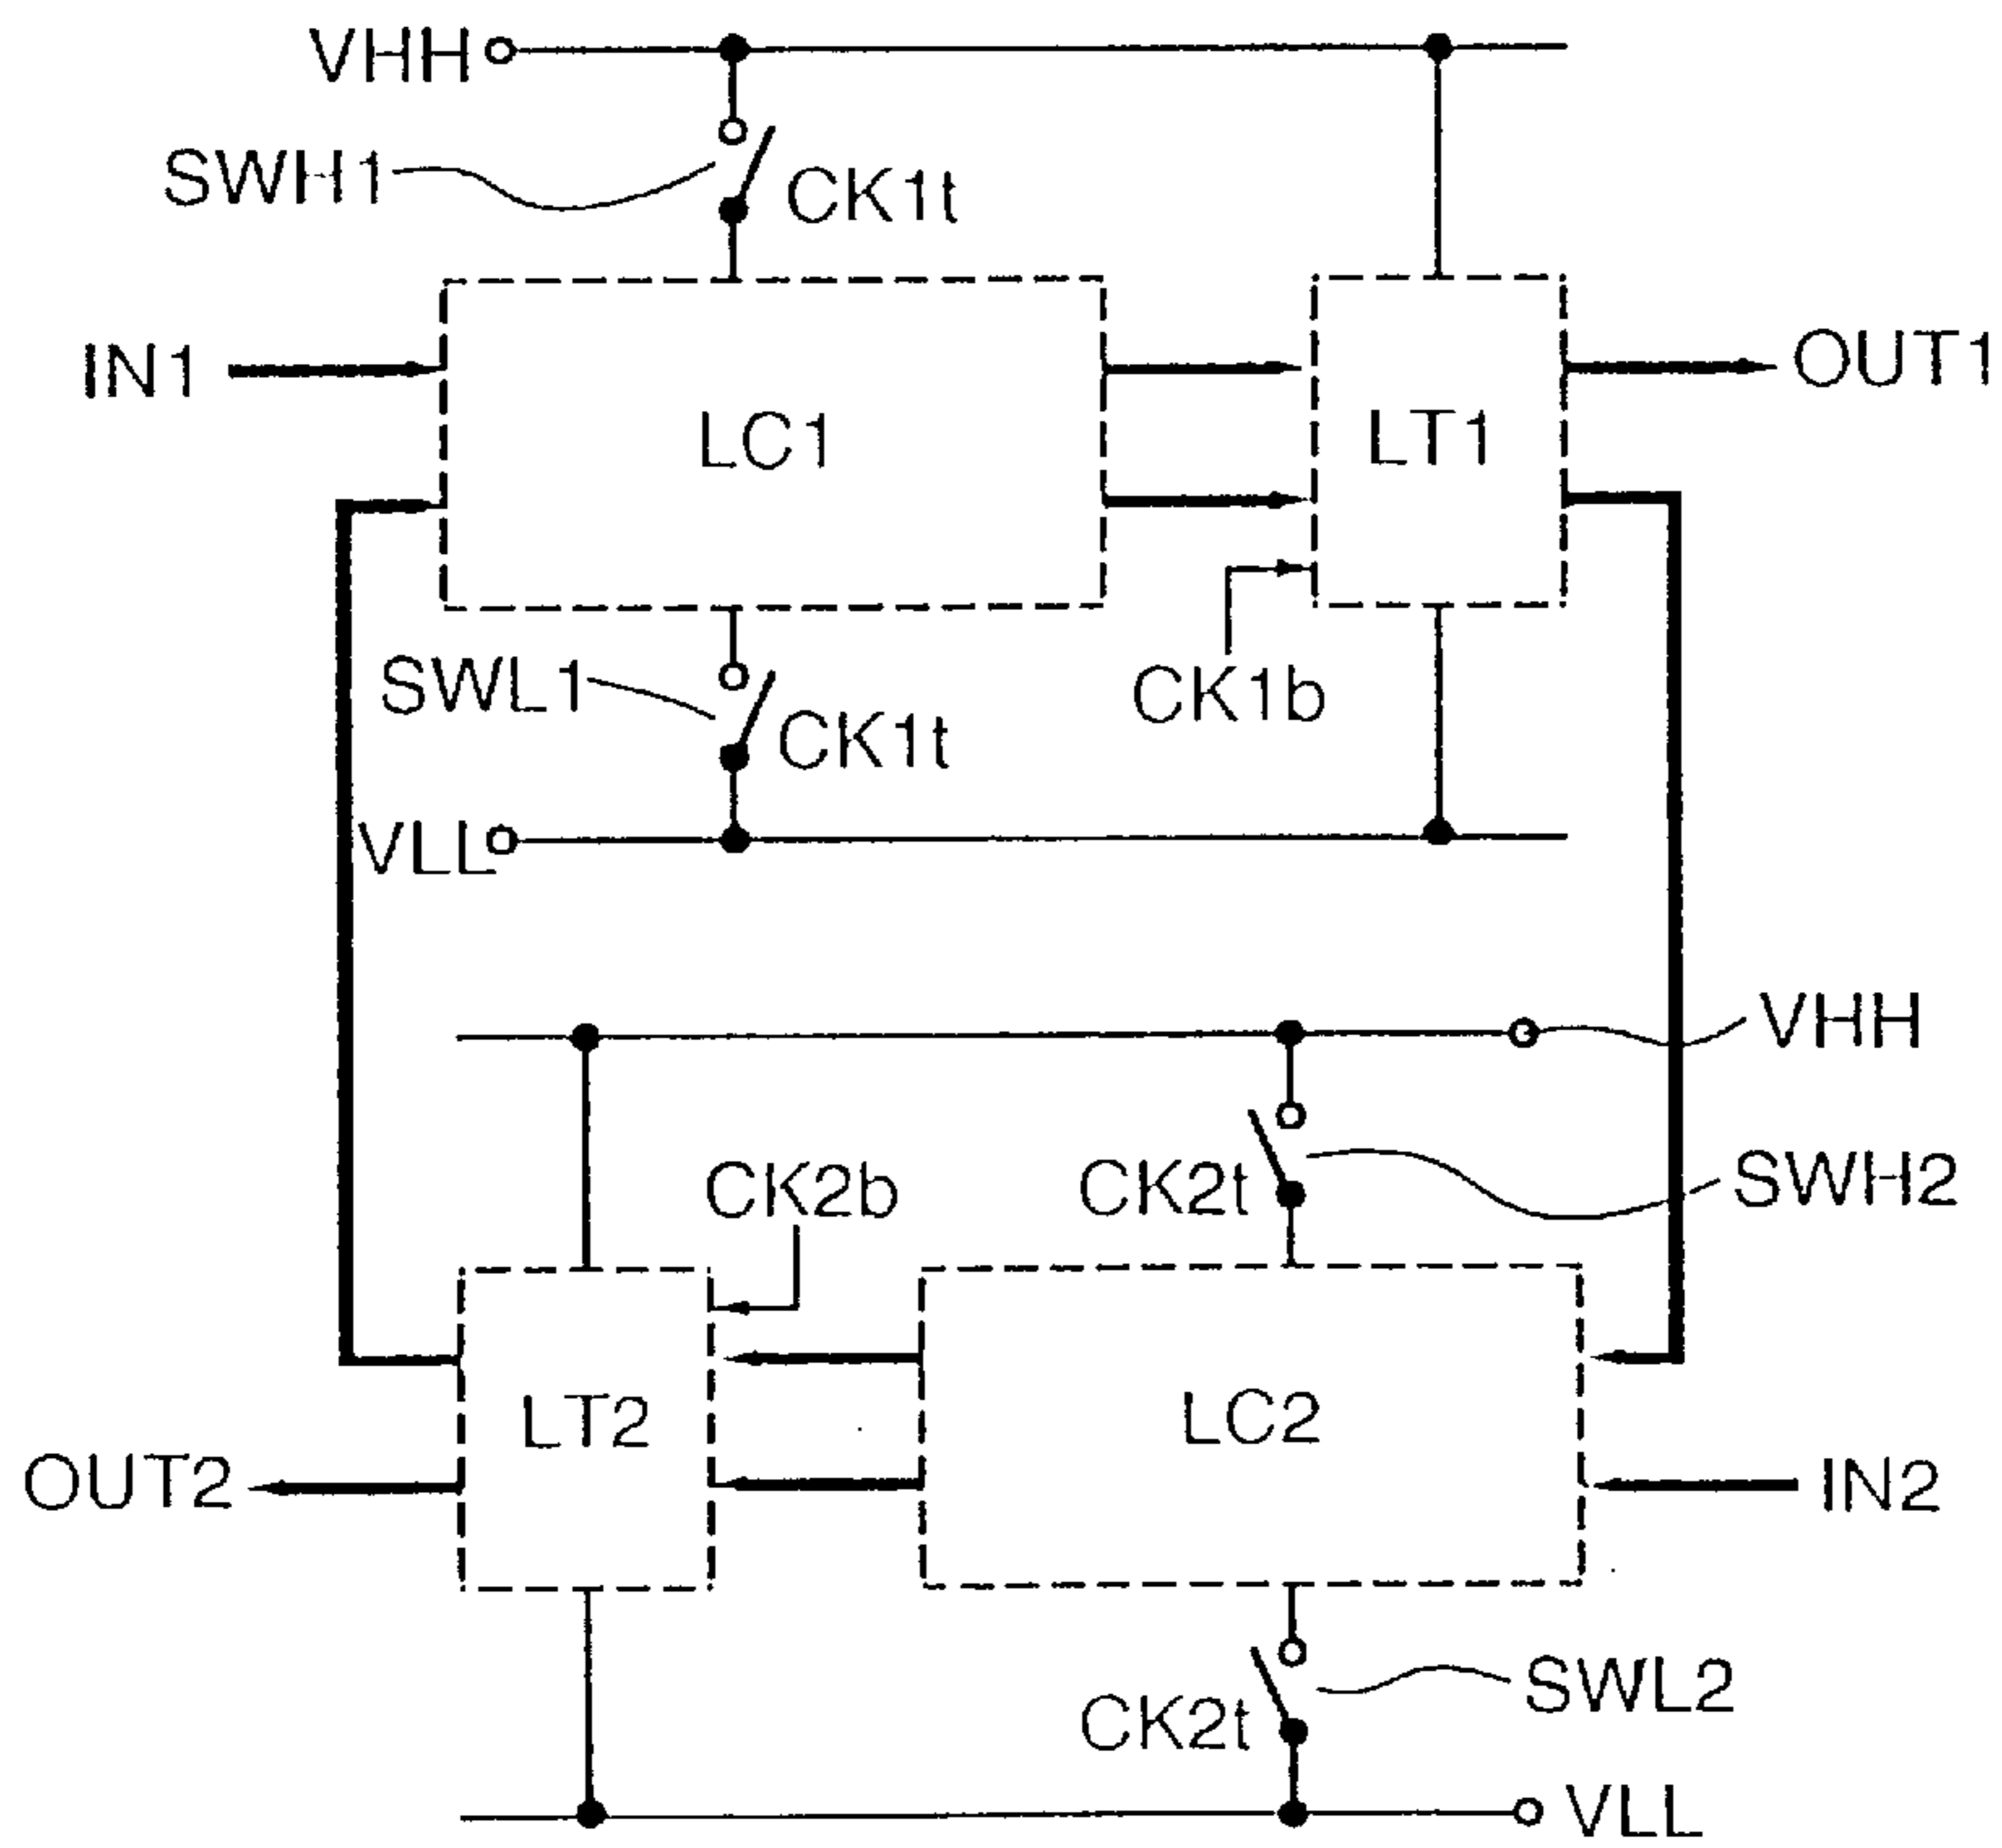 VHH
SWH1
CK1t
IN1
OUT1
LC1
LT1
SWL1
CK1t
CK1b
VLL
VHH
CK2b
CK2t
SWH2
LT2
LC2
OUT2
IN2
SWL2
CK2t
VLL